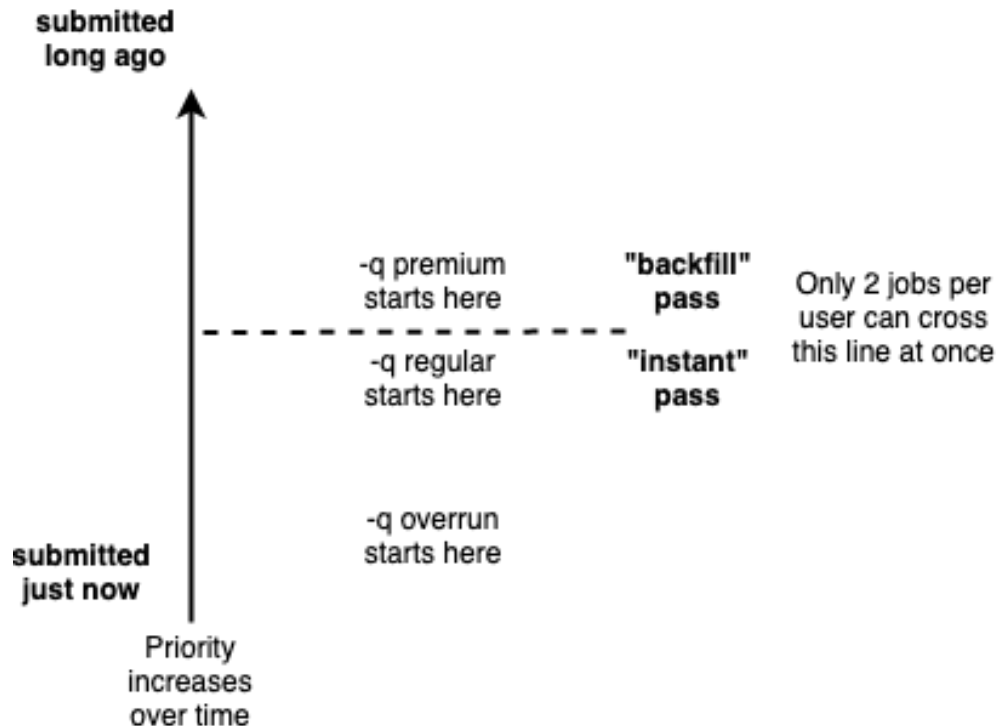 submitted
long ago
-q premium
starts here
"backfill"
pass
Only 2 jobs per
user can cross
this line at once
-q regular
starts here
"instant"
pass
-q overrun
starts here
submitted
just now
Priority
increases
over time